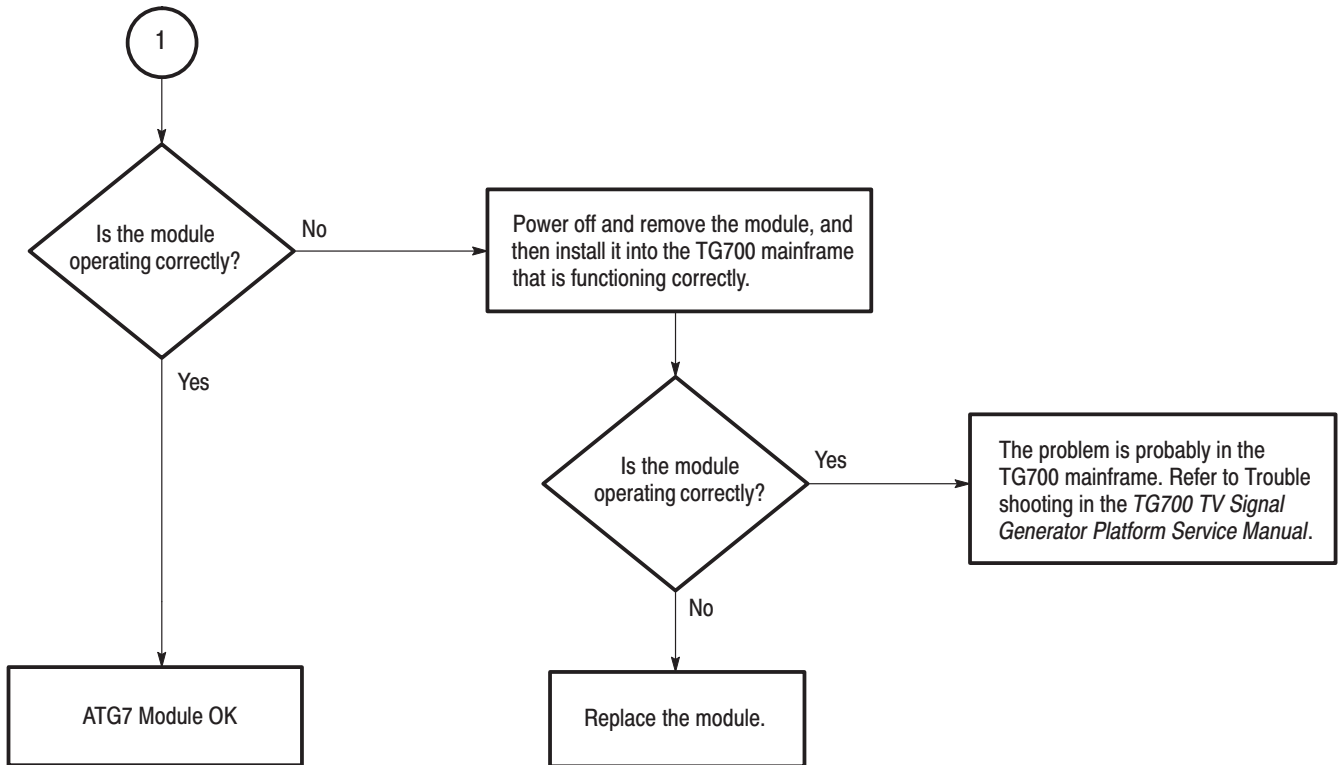 1
Is the module
operating correctly?
No
Power off and remove the module, and
then install it into the TG700 mainframe
that is functioning correctly.
Yes
Is the module
operating correctly?
Yes
The problem is probably in the
TG700 mainframe. Refer to Trouble
shooting in the TG700 TV Signal
Generator Platform Service Manual.
No
ATG7 Module OK
Replace the module.